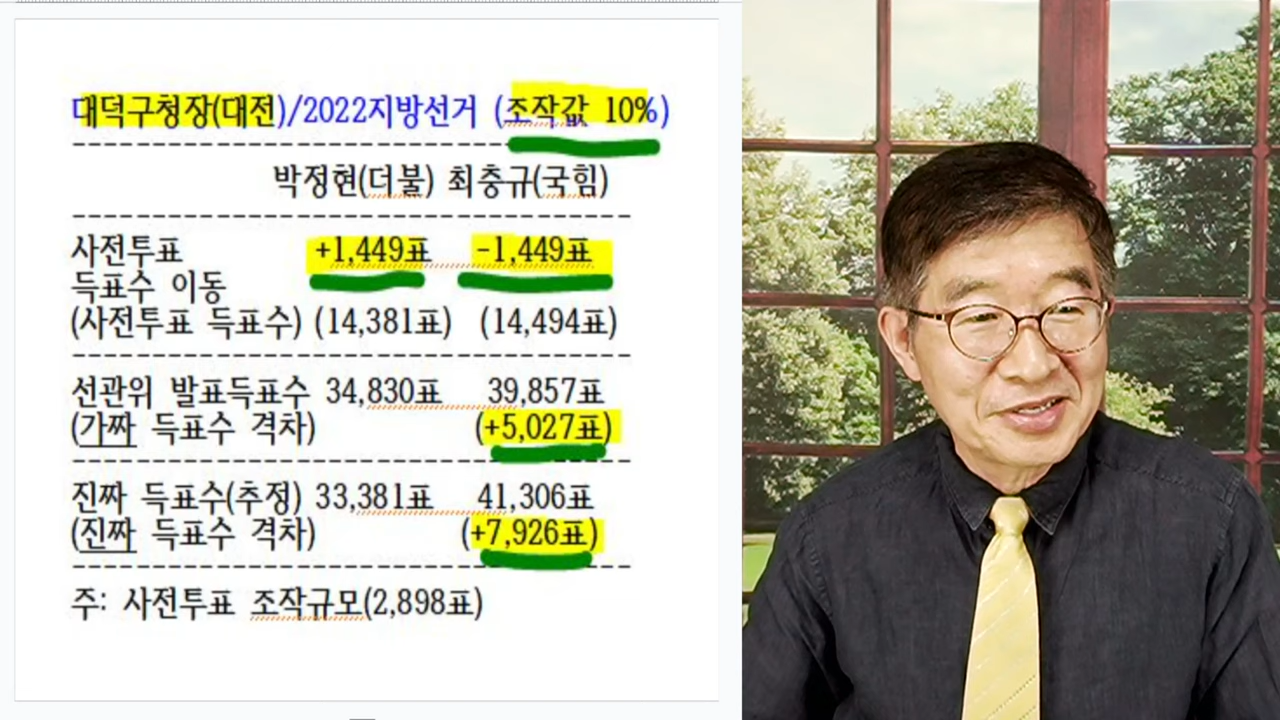 대덕구청장(대전)/2022지방선거 (조작값 10%)
박정현(더불) 최충규(국힘)
사전투표 +1,449표 -1,449표
득표수 이동
(사전투표 득표수) (14,381표) (14,494표)
선관위 발표득표수 34,830표 39,857표
(가짜 득표수 격차) (+5,027표)
진짜 득표수(추정) 33,381표 41,306표
(진짜 득표수 격차) (+7,926표)
주: 사전투표 조작규모(2,898표)